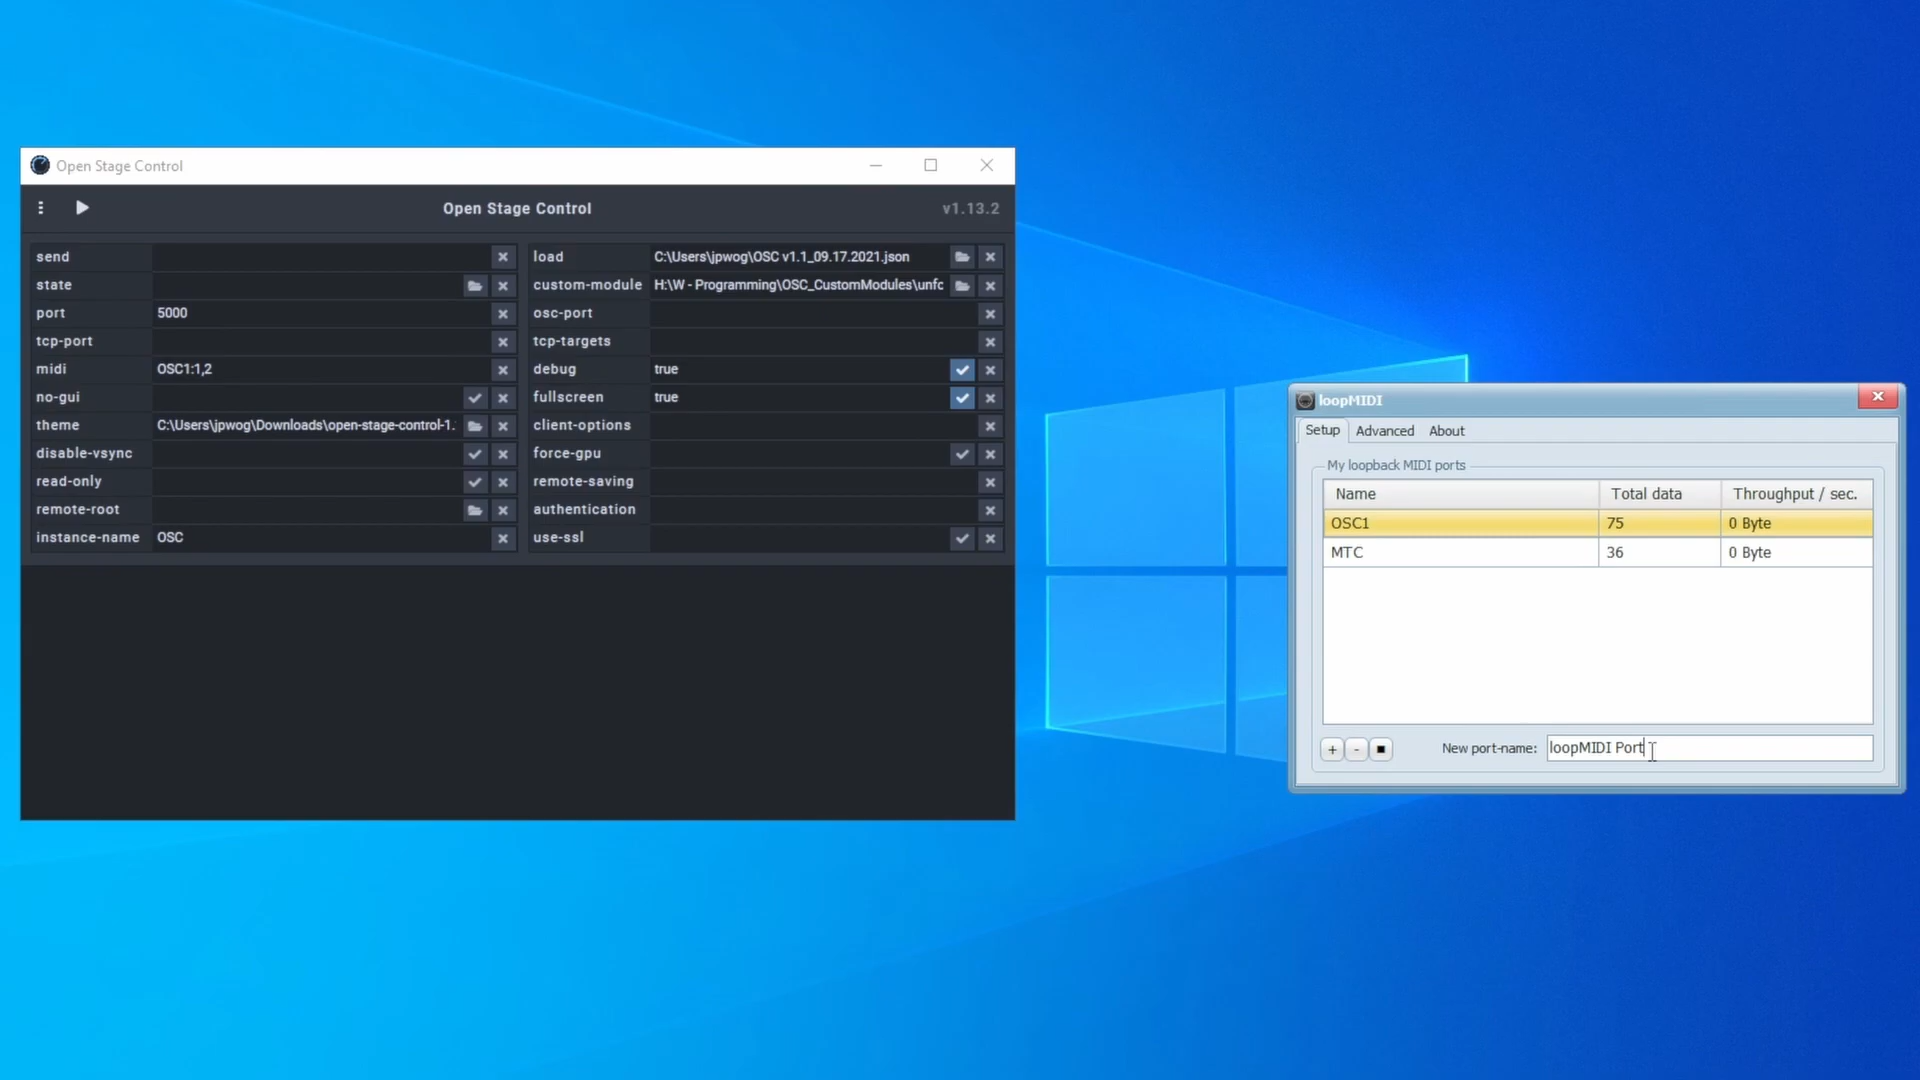 Open Stage Control
Open Stage Control
v1.13.2
send
state
port 5000
tcp-port
midi OSC1:1,2
no-gui
theme C:\Users\jpwog\Downloads\open-stage-control-1.
disable-vsync
read-only
remote-root
instance-name OSC
load C:\Users\jpwog\OSC v1.1_09.17.2021.json
custom-module H:\W - Programming\OSC_CustomModules\unfc
osc-port
tcp-targets
debug true
fullscreen true
client-options
force-gpu
remote-saving
authentication
use-ssl
loopMIDI
Setup Advanced About
My loopback MIDI ports
Name Total data Throughput / sec.
OSC1 75 0 Byte
MTC 36 0 Byte
+ - New port-name: loopMIDI Port